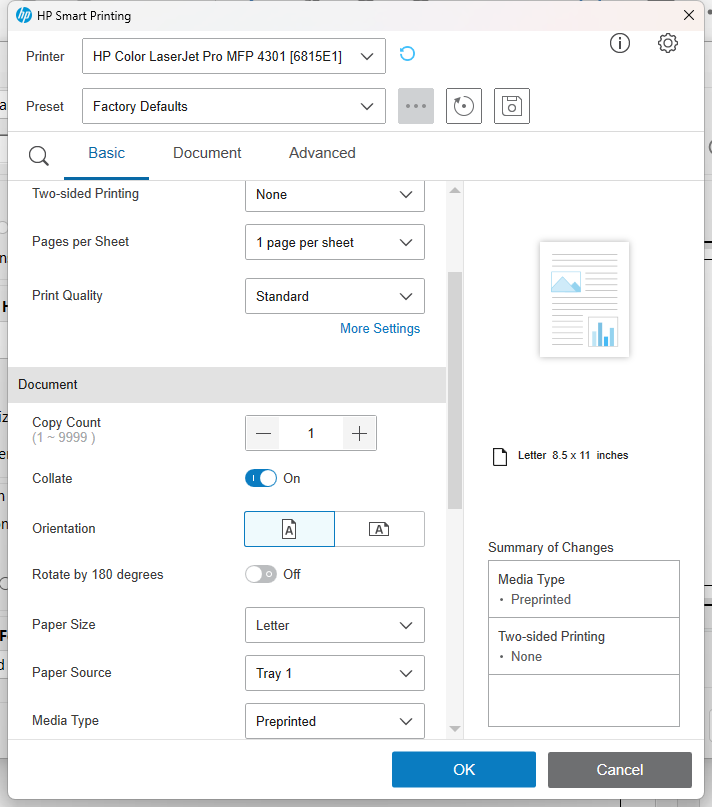 hp HP Smart Printing
Printer HP Color LaserJet Pro MFP 4301 [6815E1]
Preset Factory Defaults
Basic Document Advanced
Two-sided Printing None
Pages per Sheet 1 page per sheet
Print Quality Standard
More Settings
Document
Copy Count
(1 ~ 9999 )
1
Collate On
Orientation A A
Rotate by 180 degrees Off
Paper Size Letter
Paper Source Tray 1
Media Type Preprinted
Letter 8.5 x 11 inches
Summary of Changes
Media Type
• Preprinted
Two-sided Printing
• None
OK Cancel